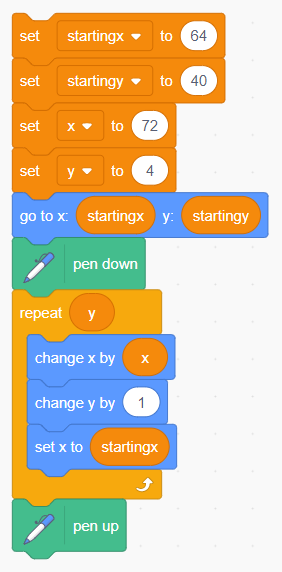 set startingx to 64
set startingy to 40
set x to 72
set y to 4
go to x: startingx y: startingy
pen down
repeat y
change x by x
change y by 1
set x to startingx
pen up